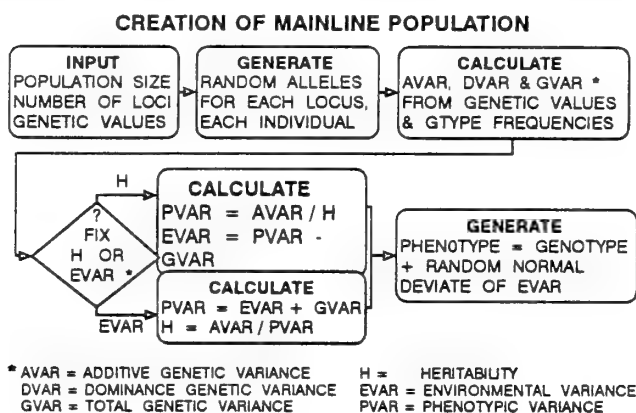 CREATION OF MAINLINE POPULATION
INPUT
POPULATION SIZE
NUMBER OF LOCI
GENETIC VALUES
GENERATE
RANDOM ALLELES
FOR EACH LOCUS,
EACH INDIVIDUAL
CALCULATE
AVAR, DVAR & GVAR *
FROM GENETIC VALUES
& GTYPE FREQUENCIES
?
FIX
H OR
EVAR *
H
CALCULATE
PVAR = AVAR / H
EVAR = PVAR -
GVAR
EVAR
CALCULATE
PVAR = EVAR + GVAR
H = AVAR / PVAR
GENERATE
PHENOTYPE = GENOTYPE
+ RANDOM NORMAL
DEVIATE OF EVAR
* AVAR = ADDITIVE GENETIC VARIANCE
DVAR = DOMINANCE GENETIC VARIANCE
GVAR = TOTAL GENETIC VARIANCE
H = HERITABILITY
EVAR = ENVIRONMENTAL VARIANCE
PVAR = PHENOTYPIC VARIANCE